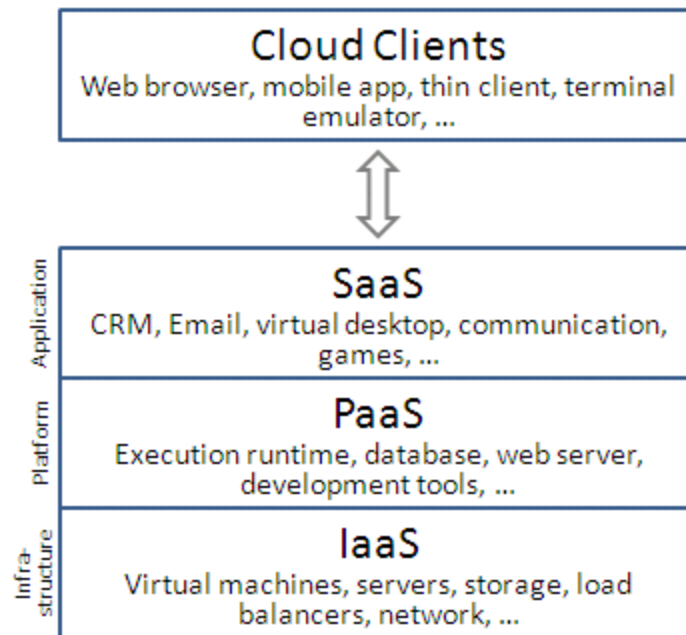 Cloud Clients
Web browser, mobile app, thin client, terminal
emulator, ...
Application
SaaS
CRM, Email, virtual desktop, communication,
games, ...
Platform
PaaS
Execution runtime, database, web server,
development tools, ...
Infra-
structure
IaaS
Virtual machines, servers, storage, load
balancers, network, ...